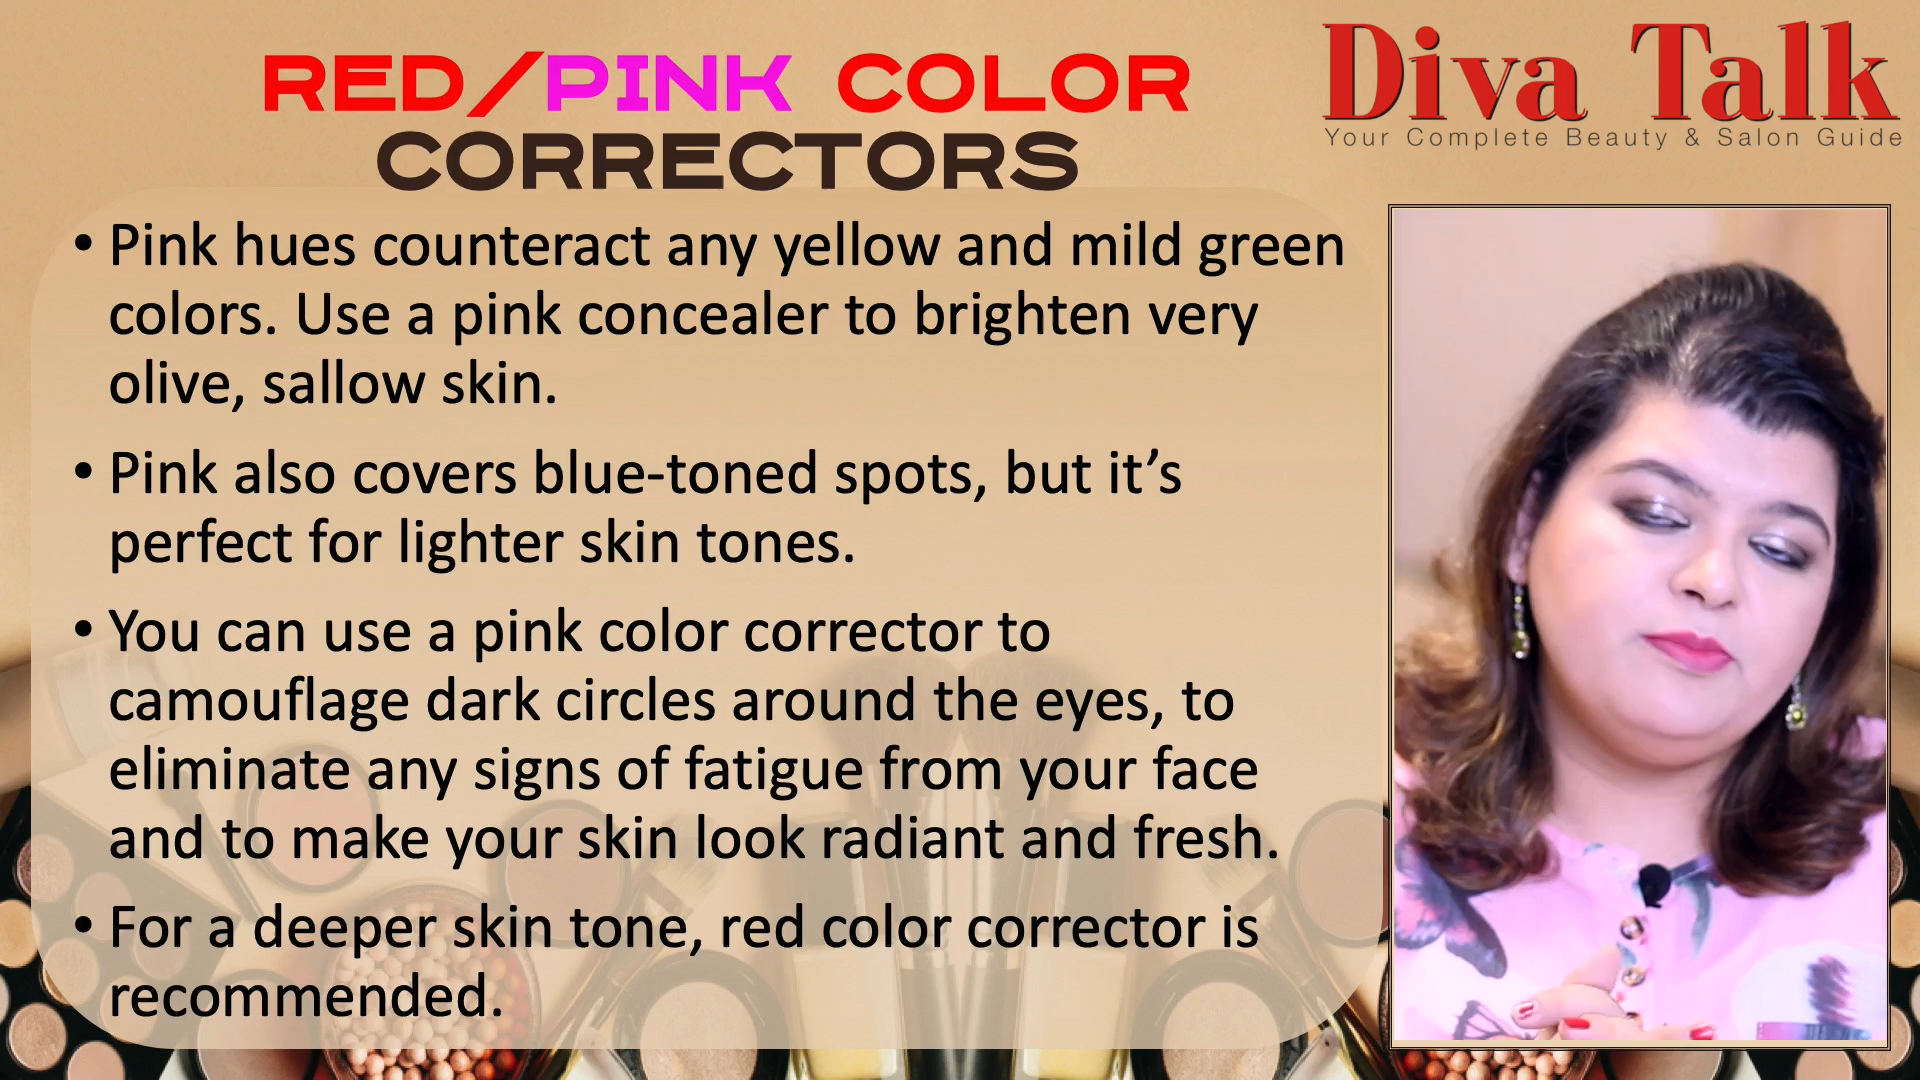 RED/PINK COLOR
CORRECTORS
Diva Talk
Your Complete Beauty & Salon Guide
• Pink hues counteract any yellow and mild green
colors. Use a pink concealer to brighten very
olive, sallow skin.
• Pink also covers blue-toned spots, but it’s
perfect for lighter skin tones.
• You can use a pink color corrector to
camouflage dark circles around the eyes, to
eliminate any signs of fatigue from your face
and to make your skin look radiant and fresh.
• For a deeper skin tone, red color corrector is
recommended.